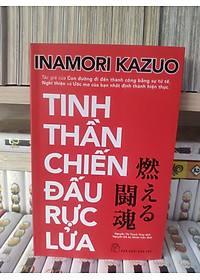 INAMORI KAZUO
Tác giả của Con đường đi đến thành công bằng sự tử tế,
Nghĩ thiện và Ước mơ của bạn nhất định thành hiện thực.
TINH
THẦN
CHIẾN
ĐẤU
RỰC
LỬA
燃える
闘魂